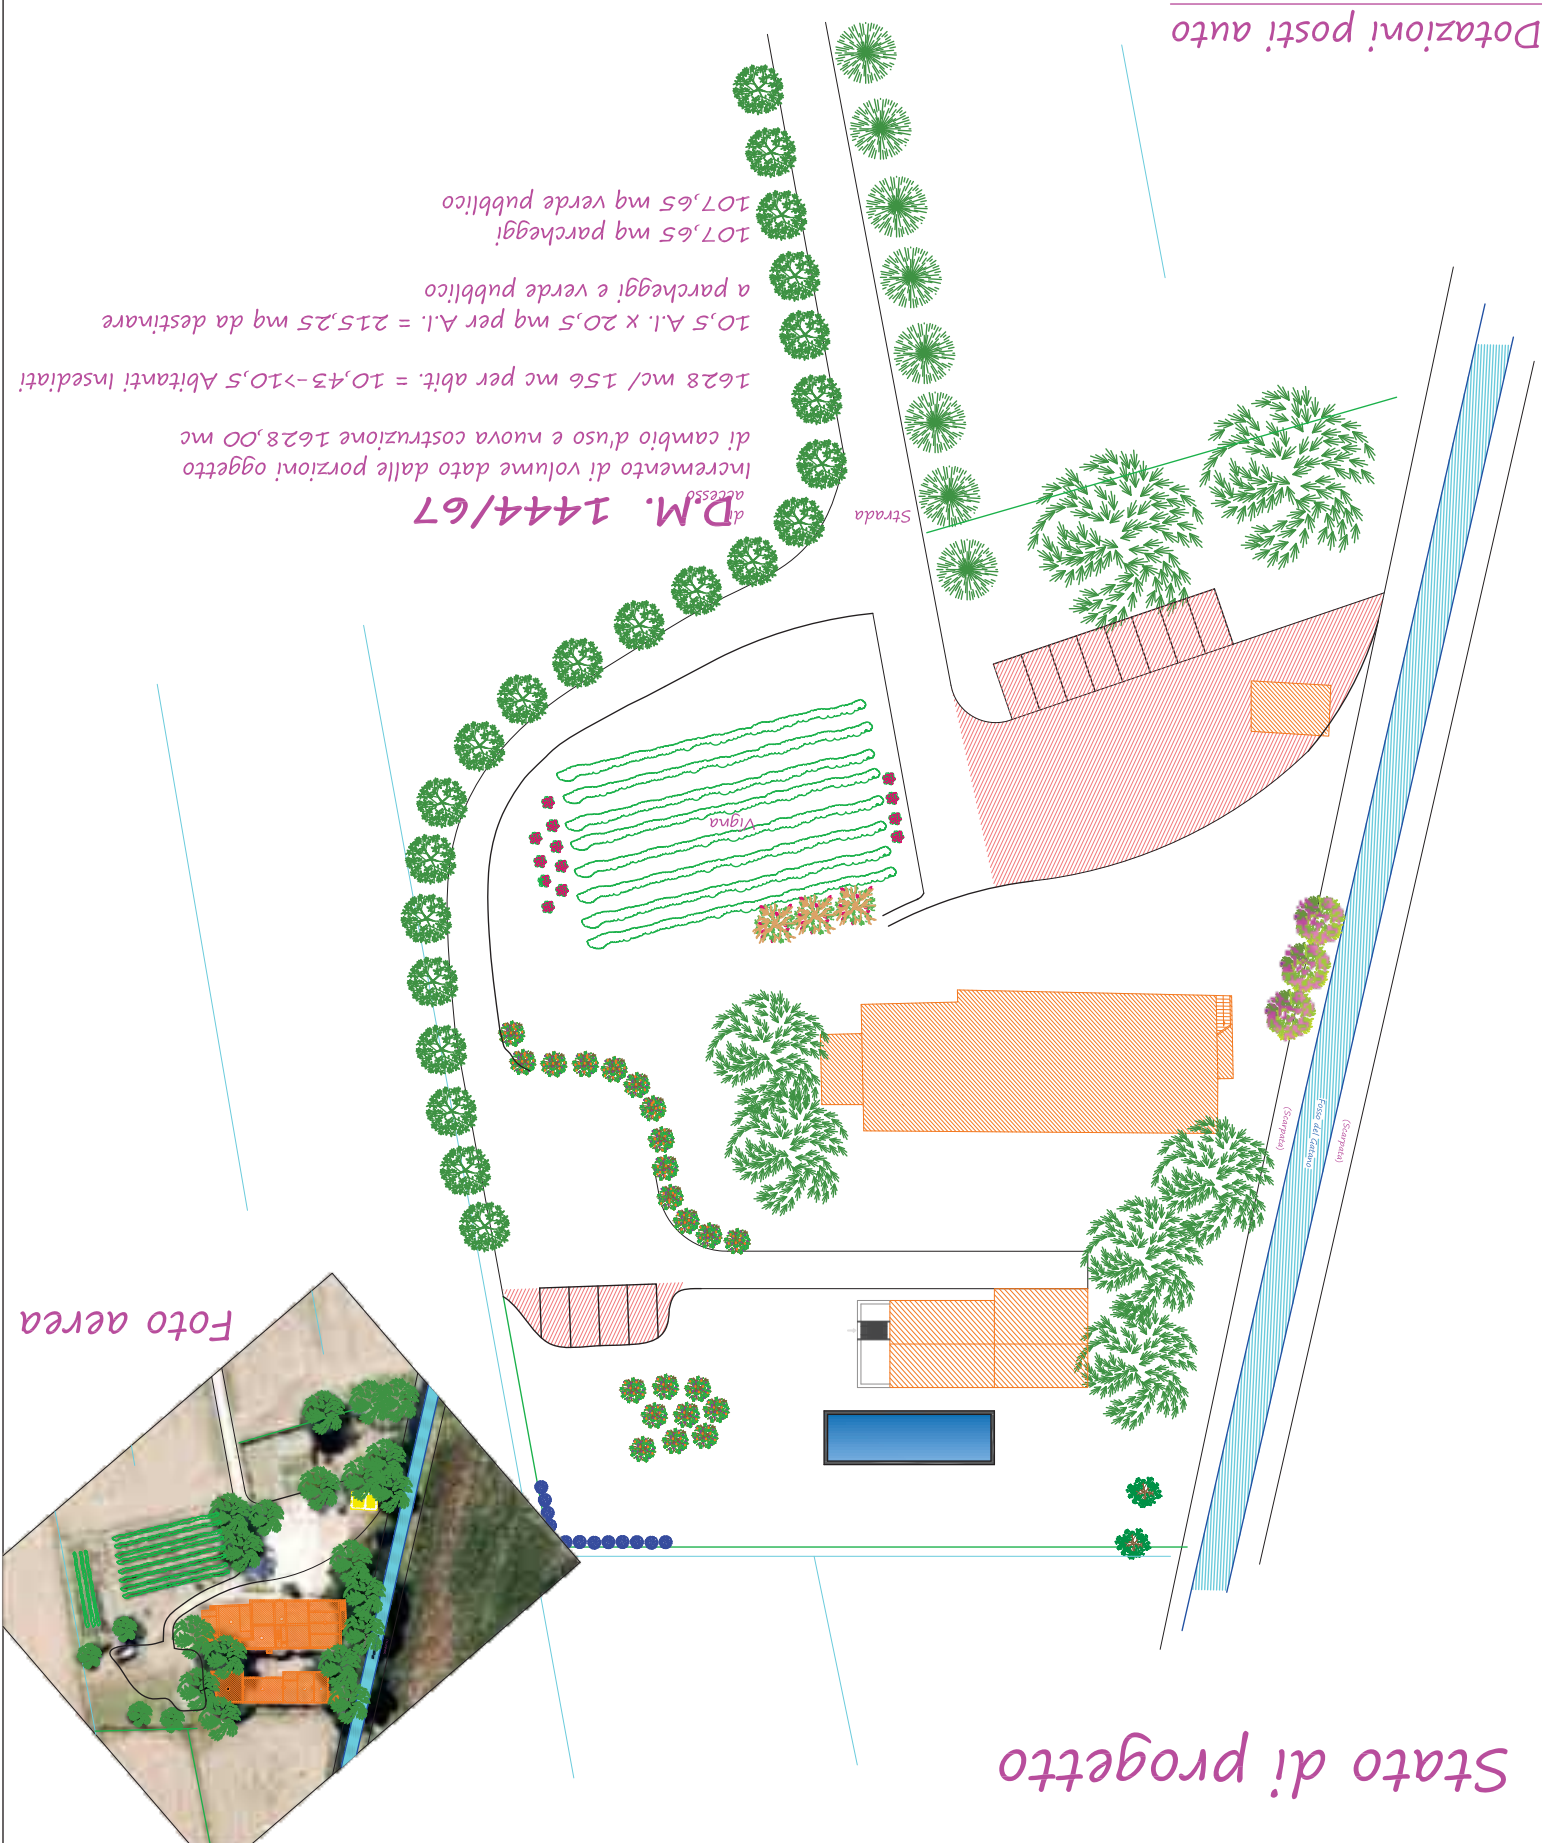 Stato di progetto
Foto aerea
(Scarpata)
Fosso del Gatano
(Scarpata)
Vigna
Strada
di
accesso
D.M. 1444/67
Incremento di volume dato dalle porzioni oggetto
di cambio d'uso e nuova costruzione 1628,00 mc
1628 mc/ 156 mc per abit. = 10,43->10,5 Abitanti Insediati
10,5 A.I. x 20,5 mq per A.I. = 215,25 mq da destinare
a parcheggi e verde pubblico
107,65 mq parcheggi
107,65 mq verde pubblico
Dotazioni posti auto